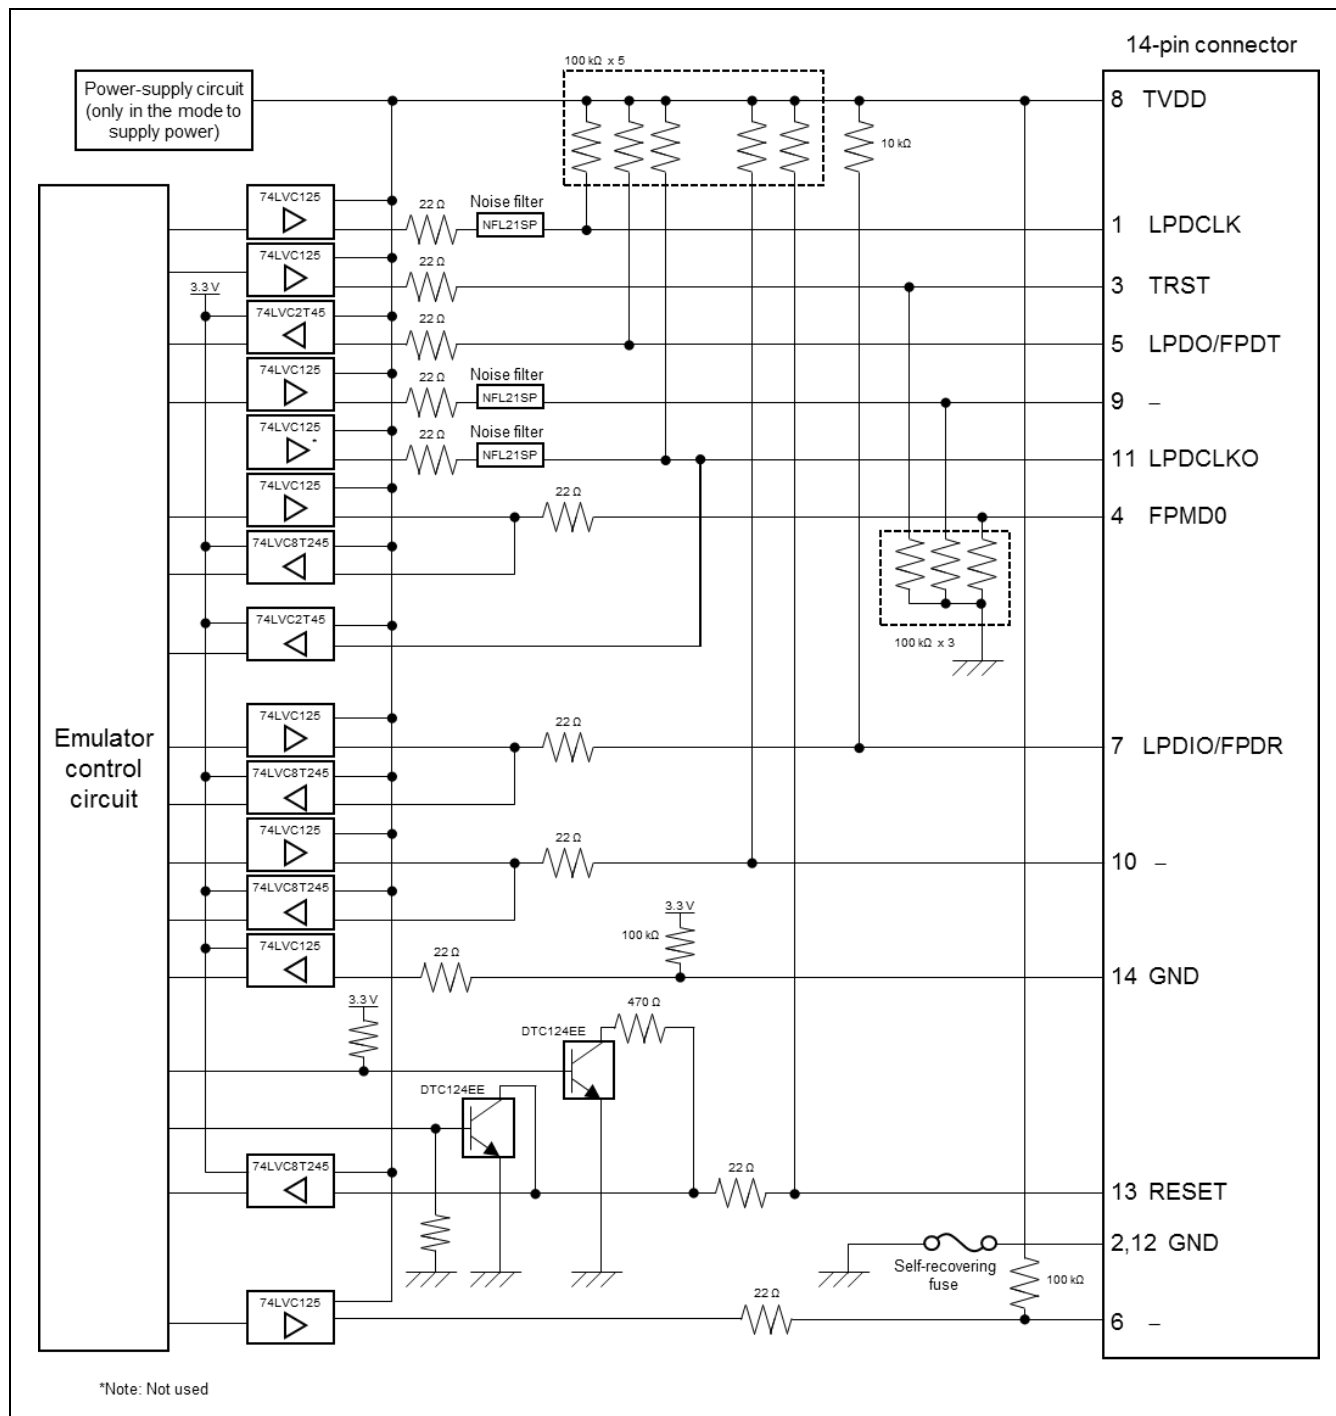 14-pin connector
100 kΩ x 5
Power-supply circuit
(only in the mode to
supply power)
8 TVDD
10 kΩ
74LVC125
22 Ω
Noise filter
NFL21SP
1 LPDCLK
74LVC125
22 Ω
3 TRST
3.3 V
74LVC2T45
22 Ω
5 LPDO/FPDT
74LVC125
22 Ω
Noise filter
NFL21SP
9 –
74LVC125
*
22 Ω
Noise filter
NFL21SP
11 LPDCLKO
74LVC125
22 Ω
4 FPMD0
74LVC8T245
74LVC2T45
100 kΩ x 3
Emulator
control
circuit
74LVC125
22 Ω
7 LPDIO/FPDR
74LVC8T245
74LVC125
22 Ω
10 –
74LVC8T245
3.3 V
100 kΩ
74LVC125
22 Ω
14 GND
3.3 V
470 Ω
DTC124EE
DTC124EE
74LVC8T245
22 Ω
13 RESET
2,12 GND
Self-recovering
fuse
100 kΩ
74LVC125
22 Ω
6 –
*Note: Not used